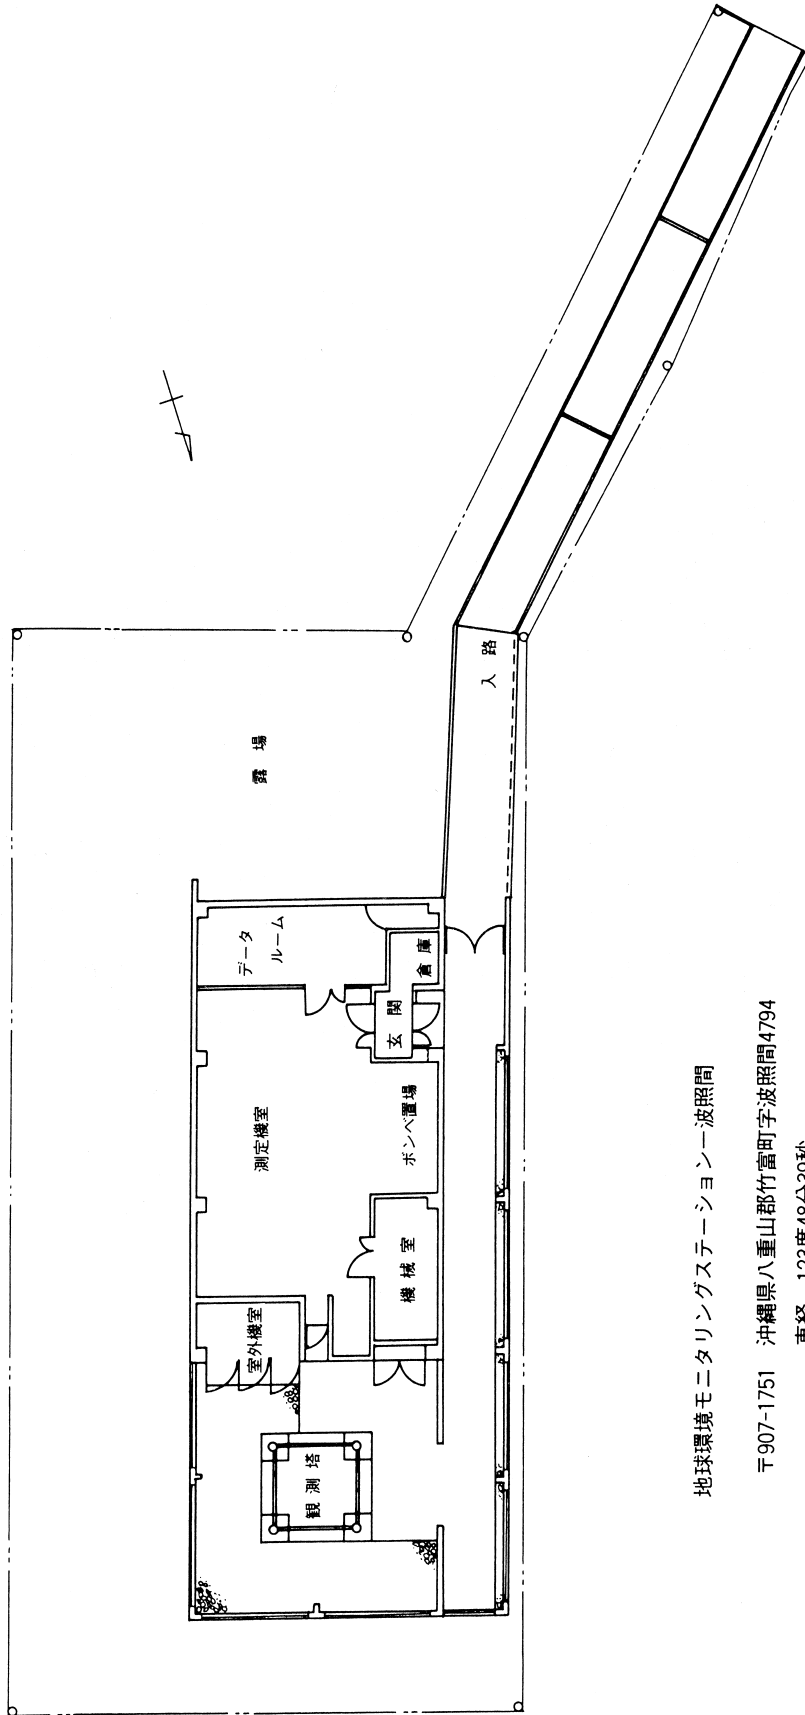 入路
露場
データ
ルーム
倉庫
玄関
測定機室
ボンベ置場
機械室
室外機室
観測塔
地球環境モニタリングステーション－波照間
〒907-1751 沖縄県八重山郡竹富町字波照間4794